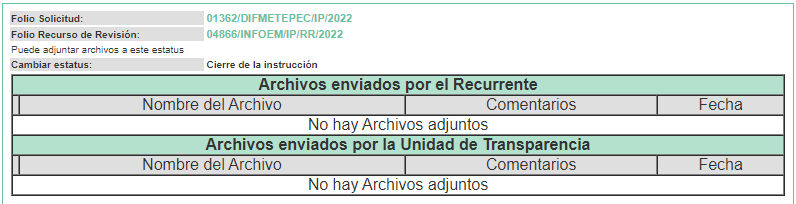 Folio Solicitud: 01362/DIFMETEPEC/IP/2022
Folio Recurso de Revisión: 04866/INFOEM/IP/RR/2022
Puede adjuntar archivos a este estatus
Cambiar estatus: Cierre de la instrucción
Archivos enviados por el Recurrente
Nombre del Archivo Comentarios Fecha
No hay Archivos adjuntos
Archivos enviados por la Unidad de Transparencia
Nombre del Archivo Comentarios Fecha
No hay Archivos adjuntos